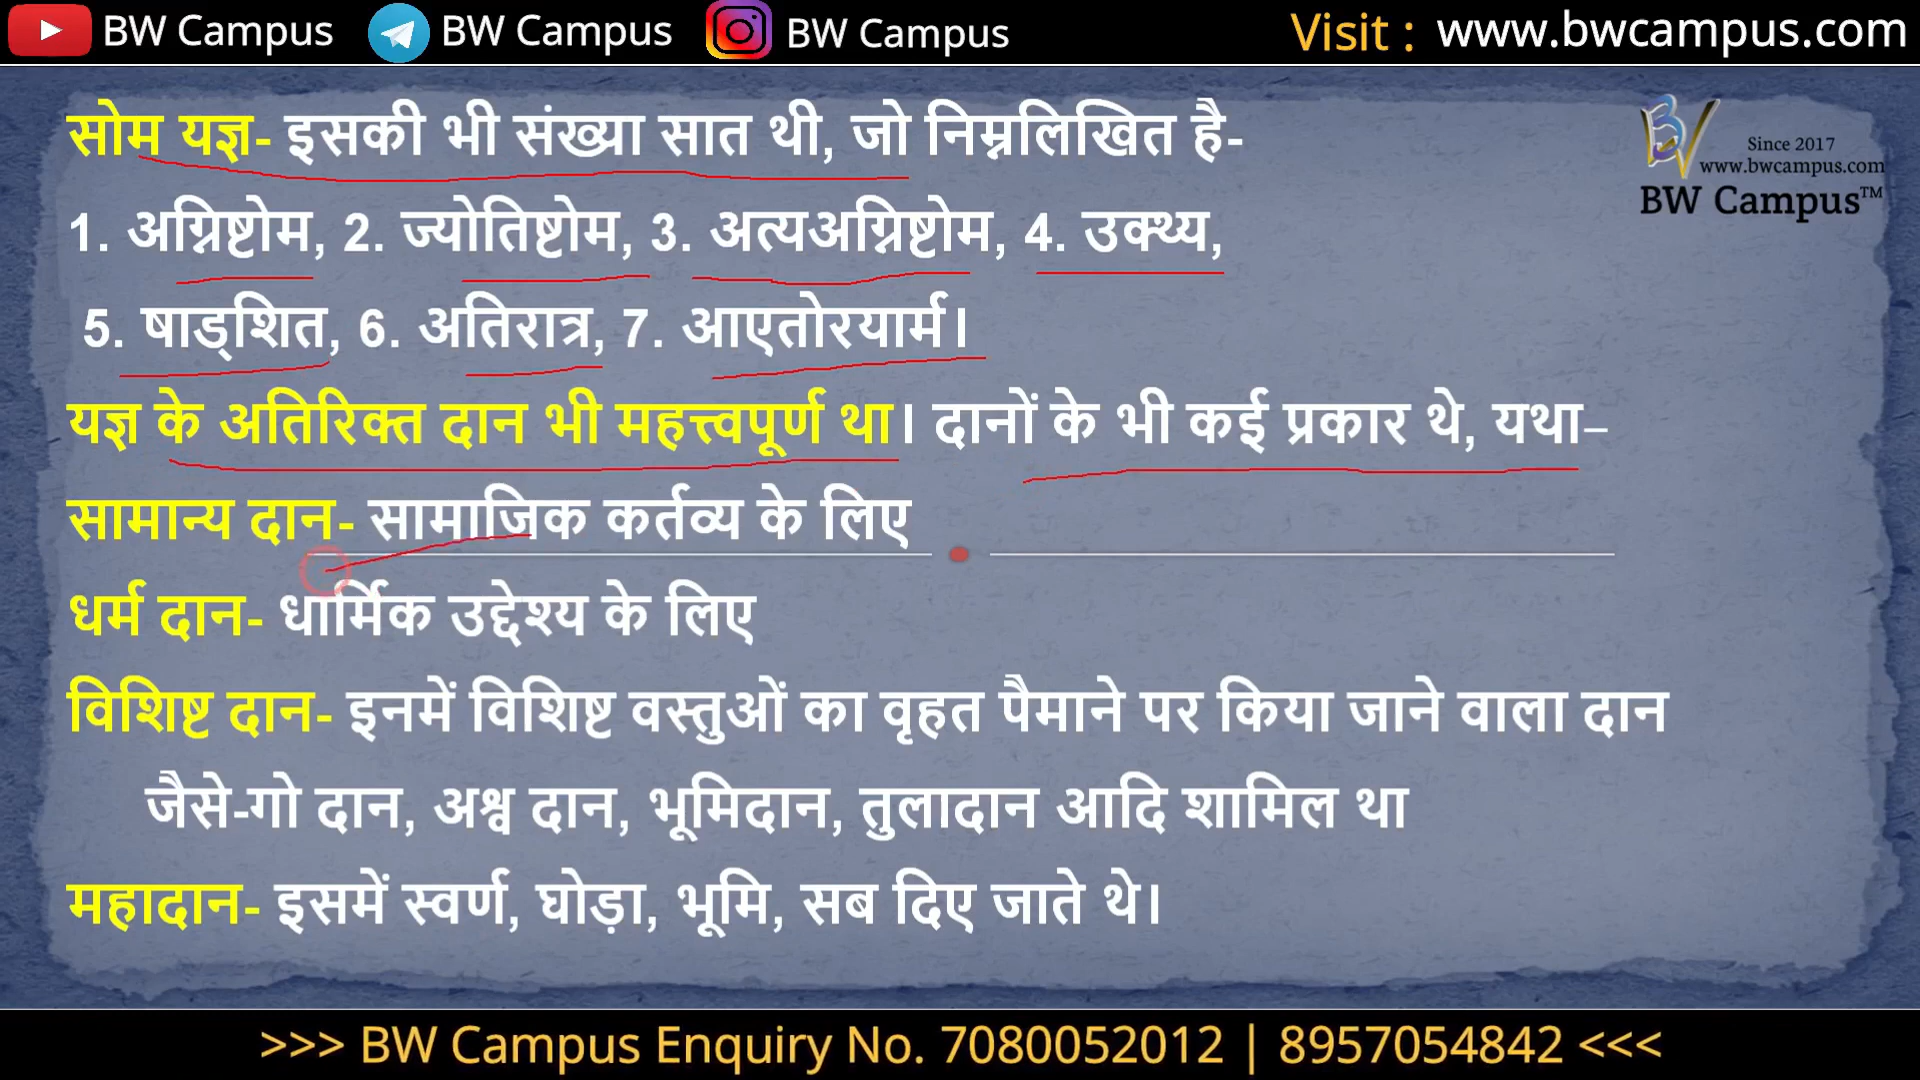 BW Campus BW Campus BW Campus Visit : www.bwcampus.com
सोम यज्ञ- इसकी भी संख्या सात थी, जो निम्नलिखित है-
Since 2017
www.bwcampus.com
BW Campus™
1. अग्निष्टोम, 2. ज्योतिष्टोम, 3. अत्यअग्निष्टोम, 4. उक्थ्य,
5. षाड्शित, 6. अतिरात्र, 7. आएतोरयार्म।
यज्ञ के अतिरिक्त दान भी महत्त्वपूर्ण था। दानों के भी कई प्रकार थे, यथा–
सामान्य दान- सामाजिक कर्तव्य के लिए
धर्म दान- धार्मिक उद्देश्य के लिए
विशिष्ट दान- इनमें विशिष्ट वस्तुओं का वृहत पैमाने पर किया जाने वाला दान
जैसे-गो दान, अश्व दान, भूमिदान, तुलादान आदि शामिल था
महादान- इसमें स्वर्ण, घोड़ा, भूमि, सब दिए जाते थे।
>>> BW Campus Enquiry No. 7080052012 | 8957054842 <<<